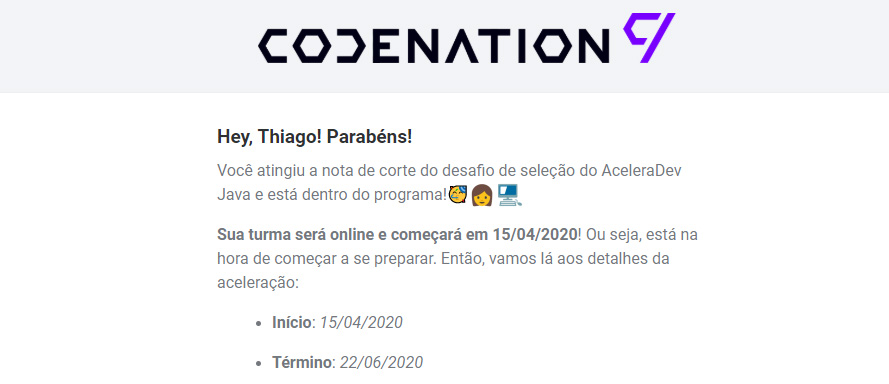 CODENATION
Hey, Thiago! Parabéns!
Você atingiu a nota de corte do desafio de seleção do AceleraDev
Java e está dentro do programa!🥳👩💻
Sua turma será online e começará em 15/04/2020! Ou seja, está na
hora de começar a se preparar. Então, vamos lá aos detalhes da
aceleração:
• Início: 15/04/2020
• Término: 22/06/2020